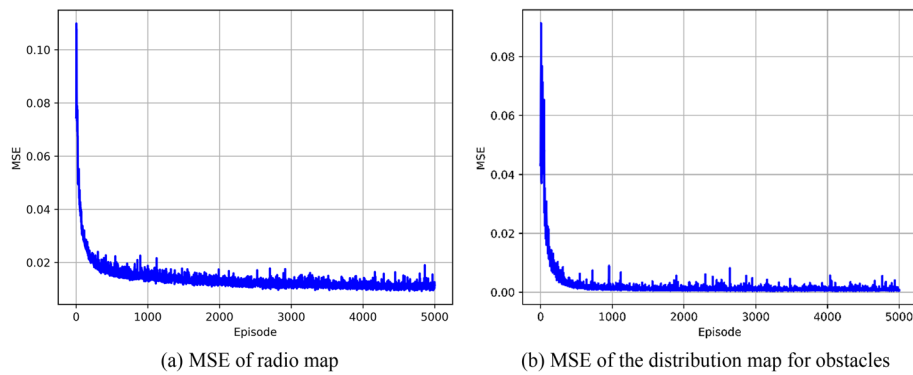 0.10
0.08
0.06
0.04
0.02
MSE
0 1000 2000 3000 4000 5000
Episode
(a) MSE of radio map
0.08
0.06
0.04
0.02
0.00
MSE
0 1000 2000 3000 4000 5000
Episode
(b) MSE of the distribution map for obstacles